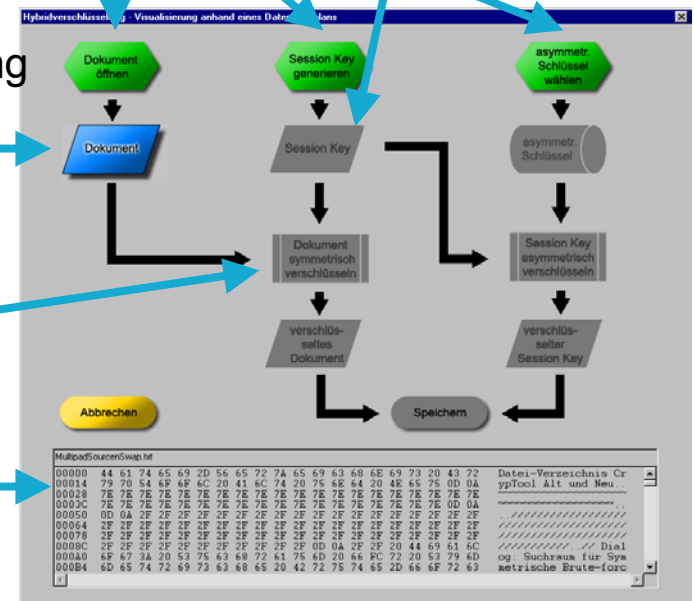 Hybridverschlüsselung - Visualisierung anhand eines Datenflußplans
ng
Dokument
öffnen
Session Key
generieren
asymmetr.
Schlüssel
wählen
Dokument
Session Key
asymmetr.
Schlüssel
Dokument
symmetrisch
verschlüsseln
Session Key
asymmetrisch
verschlüsseln
verschlüs-
seltes
Dokument
verschlüs-
selter
Session Key
Abbrechen
Speichern
MultipadSourcenSwap.txt
00000 44 61 74 65 69 2D 56 65 72 7A 65 69 63 68 6E 69 73 20 43 72 Datei-Verzeichnis Cr
00014 79 70 54 6F 6F 6C 20 41 6C 74 20 75 6E 64 20 4E 65 75 0D 0A ypTool Alt und Neu..
00028 7E 7E 7E 7E 7E 7E 7E 7E 7E 7E 7E 7E 7E 7E 7E 7E 7E 7E 7E 7E ~~~~~~~~~~~~~~~~~~~~
0003C 7E 7E 7E 7E 7E 7E 7E 7E 7E 7E 7E 7E 7E 7E 7E 7E 7E 7E 0D 0A ~~~~~~~~~~~~~~~~~~..
00050 0D 0A 2F 2F 2F 2F 2F 2F 2F 2F 2F 2F 2F 2F 2F 2F 2F 2F 2F 2F ..//////////////////
00064 2F 2F 2F 2F 2F 2F 2F 2F 2F 2F 2F 2F 2F 2F 2F 2F 2F 2F 2F 2F ////////////////////
00078 2F 2F 2F 2F 2F 2F 2F 2F 2F 2F 2F 2F 2F 2F 2F 2F 2F 2F 2F 2F ////////////////////
0008C 2F 2F 2F 2F 2F 2F 2F 2F 2F 2F 2F 0D 0A 2F 2F 20 44 69 61 6C ///////////..// Dial
000A0 6F 67 3A 20 53 75 63 68 72 61 75 6D 20 66 FC 72 20 53 79 6D og: Suchraum für Sym
000B4 6D 65 74 72 69 73 63 68 65 20 42 72 75 74 65 2D 66 6F 72 63 metrische Brute-forc